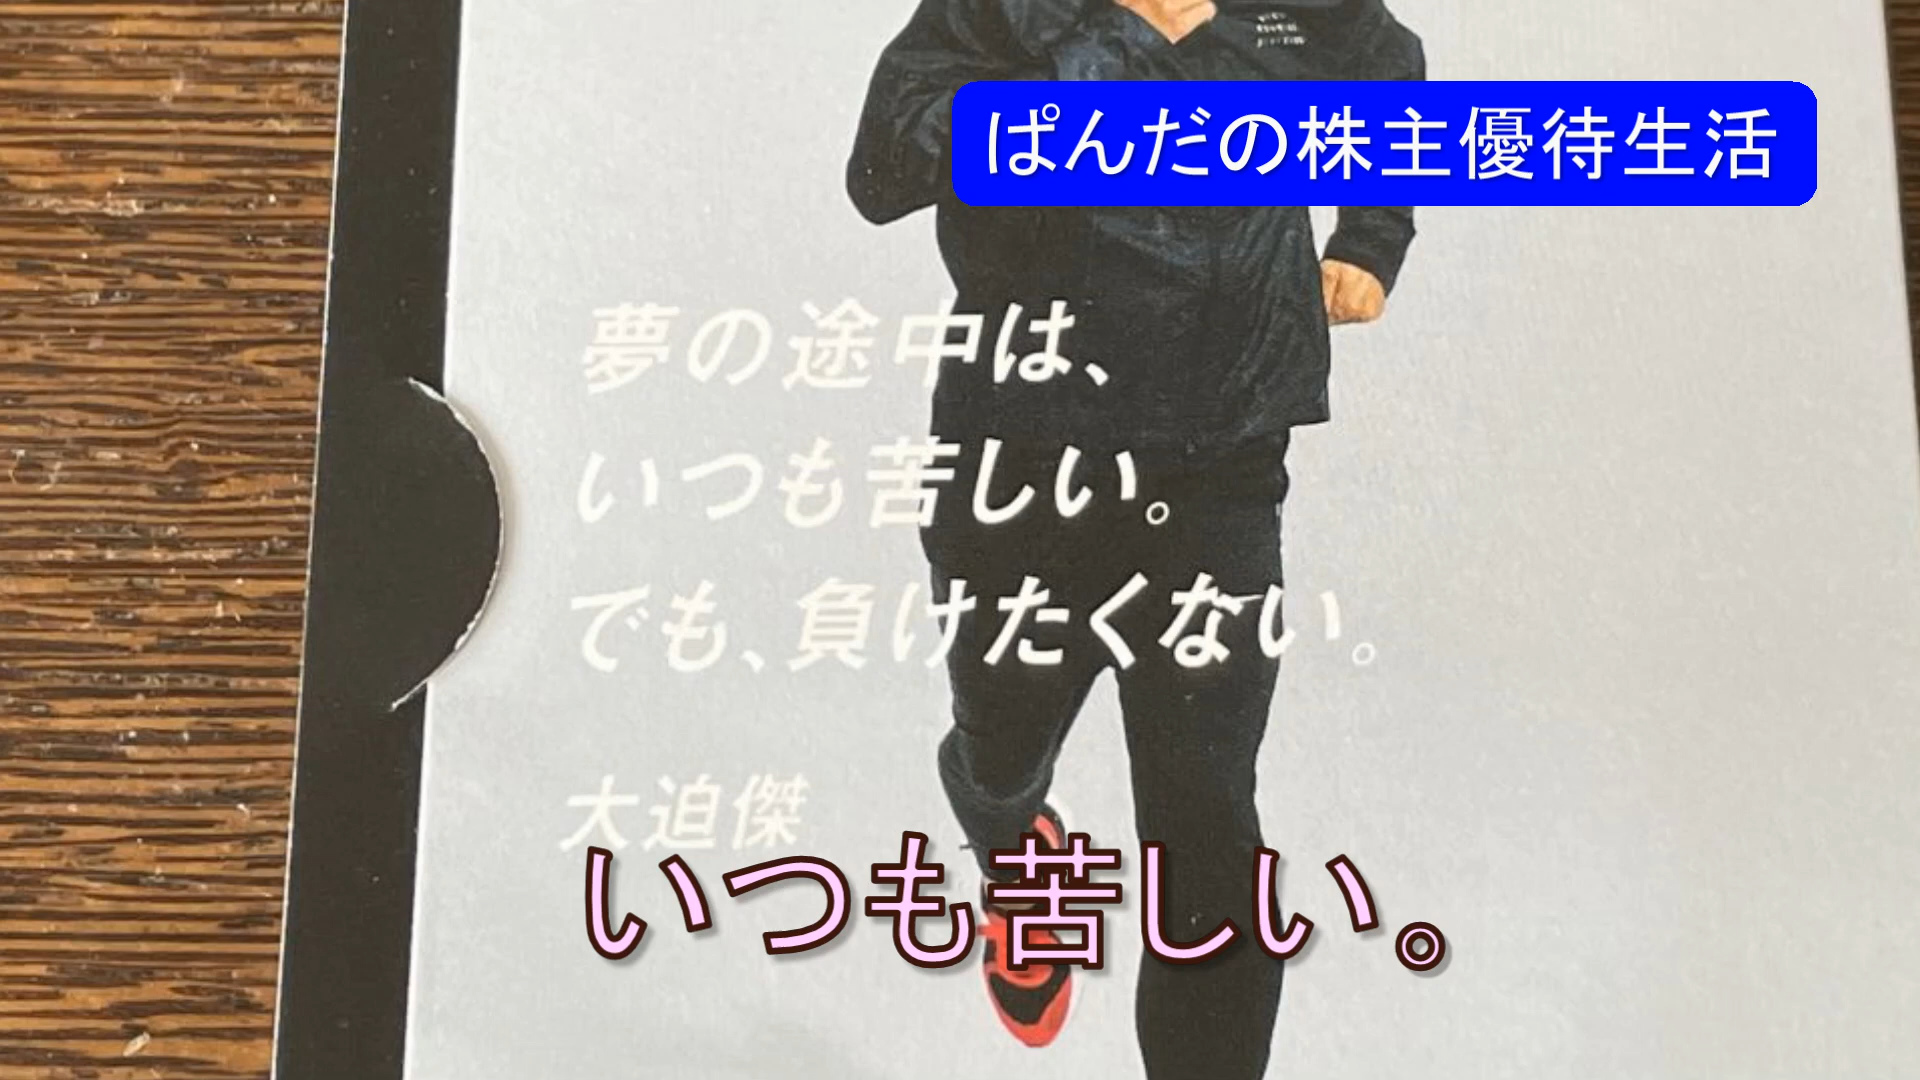 ぱんだの株主優待生活
夢の途中は、
いつも苦しい。
でも、負けたくない。
大迫傑
いつも苦しい。